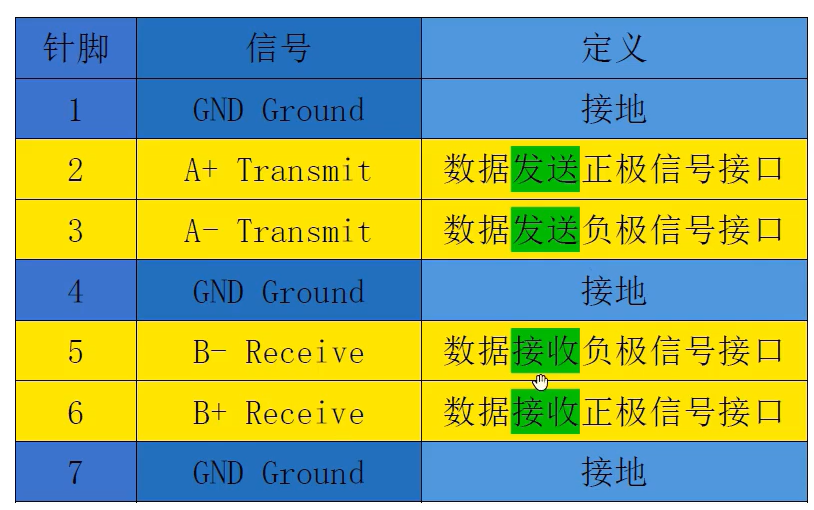 针脚 信号 定义
1 GND Ground 接地
2 A+ Transmit 数据发送正极信号接口
3 A- Transmit 数据发送负极信号接口
4 GND Ground 接地
5 B- Receive 数据接收负极信号接口
6 B+ Receive 数据接收正极信号接口
7 GND Ground 接地